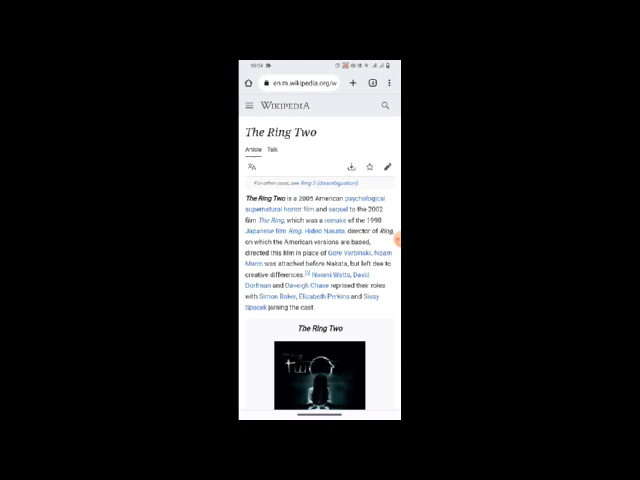 en.m.wikipedia.org/w
WIKIPEDIA
The Ring Two
Article Talk
For other uses, see Ring 2 (disambiguation).
The Ring Two is a 2005 American psychological
supernatural horror film and sequel to the 2002
film The Ring, which was a remake of the 1998
Japanese film Ring. Hideo Nakata, director of Ring,
on which the American versions are based,
directed this film in place of Gore Verbinski. Noam
Murro was attached before Nakata, but left due to
creative differences.
Naomi Watts, David
Dorfman and Daveigh Chase reprised their roles
with Simon Baker, Elizabeth Perkins and Sissy
Spacek joining the cast.
The Ring Two